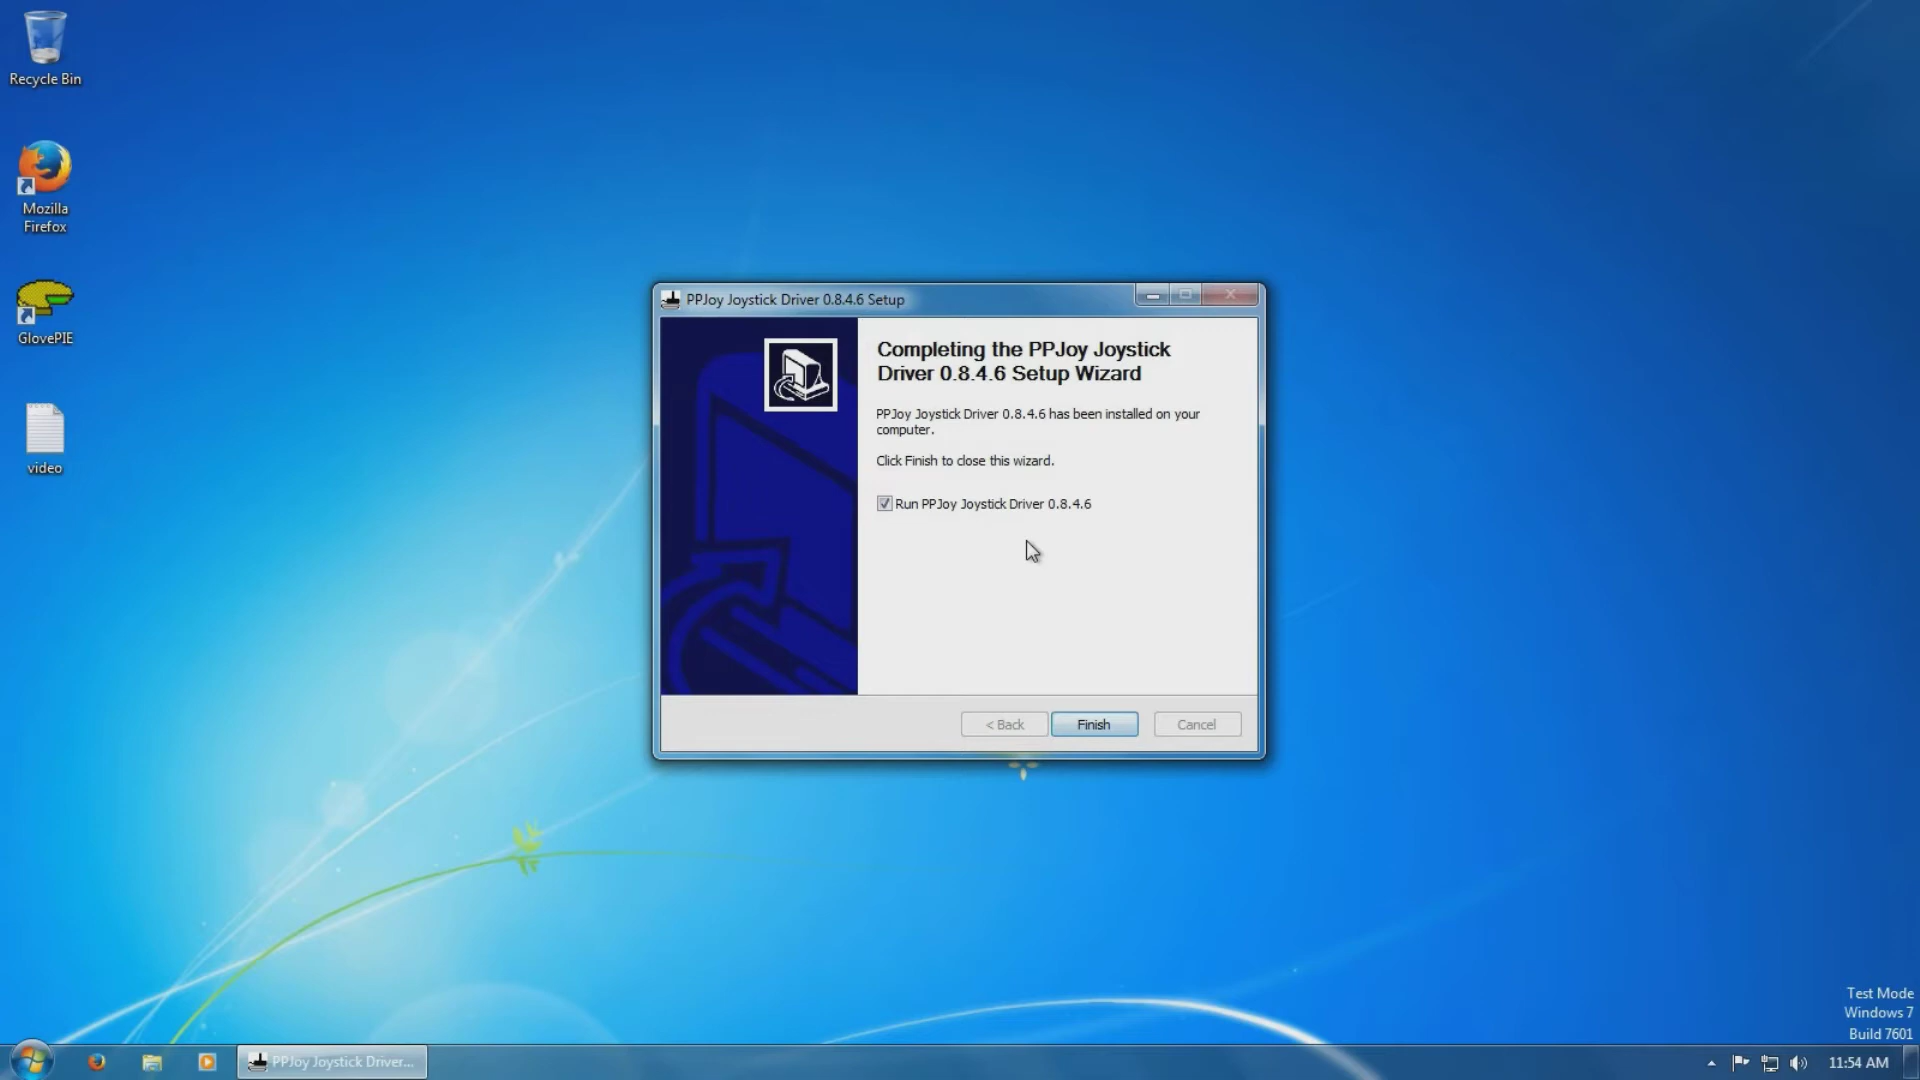 Recycle Bin
Mozilla
Firefox
GlovePIE
video
PPJoy Joystick Driver 0.8.4.6 Setup
Completing the PPJoy Joystick
Driver 0.8.4.6 Setup Wizard
PPJoy Joystick Driver 0.8.4.6 has been installed on your
computer.
Click Finish to close this wizard.
Run PPJoy Joystick Driver 0.8.4.6
< Back
Finish
Cancel
Test Mode
Windows 7
Build 7601
PPJoy Joystick Driver...
11:54 AM